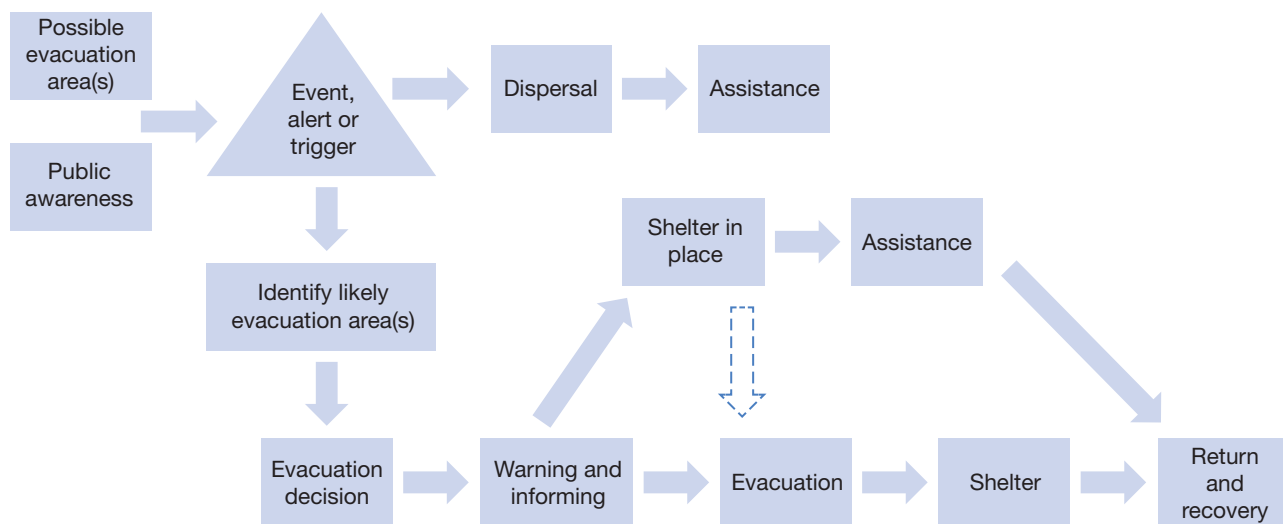 Possible
evacuation
area(s)
Public
awareness
Event,
alert or
trigger
Dispersal
Assistance
Identify likely
evacuation area(s)
Shelter in
place
Assistance
Evacuation
decision
Warning and
informing
Evacuation
Shelter
Return
and
recovery